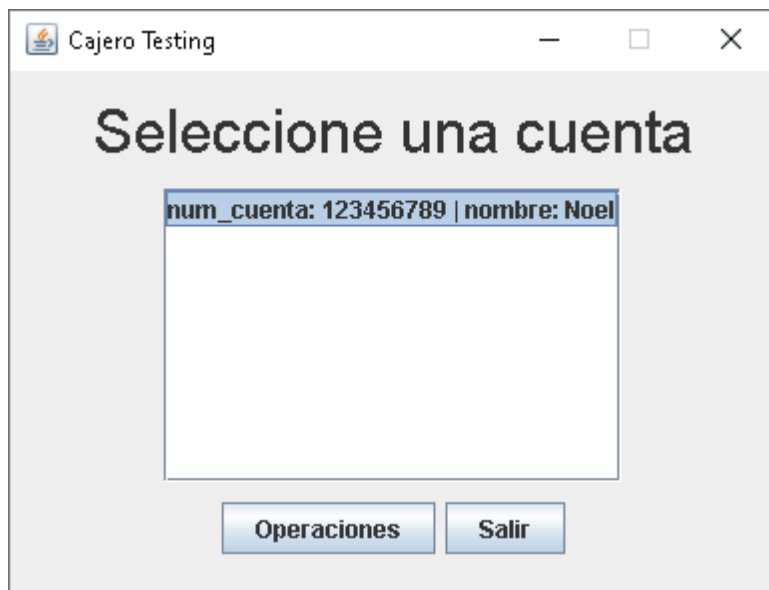 Cajero Testing
Seleccione una cuenta
num_cuenta: 123456789 | nombre: Noel
Operaciones Salir